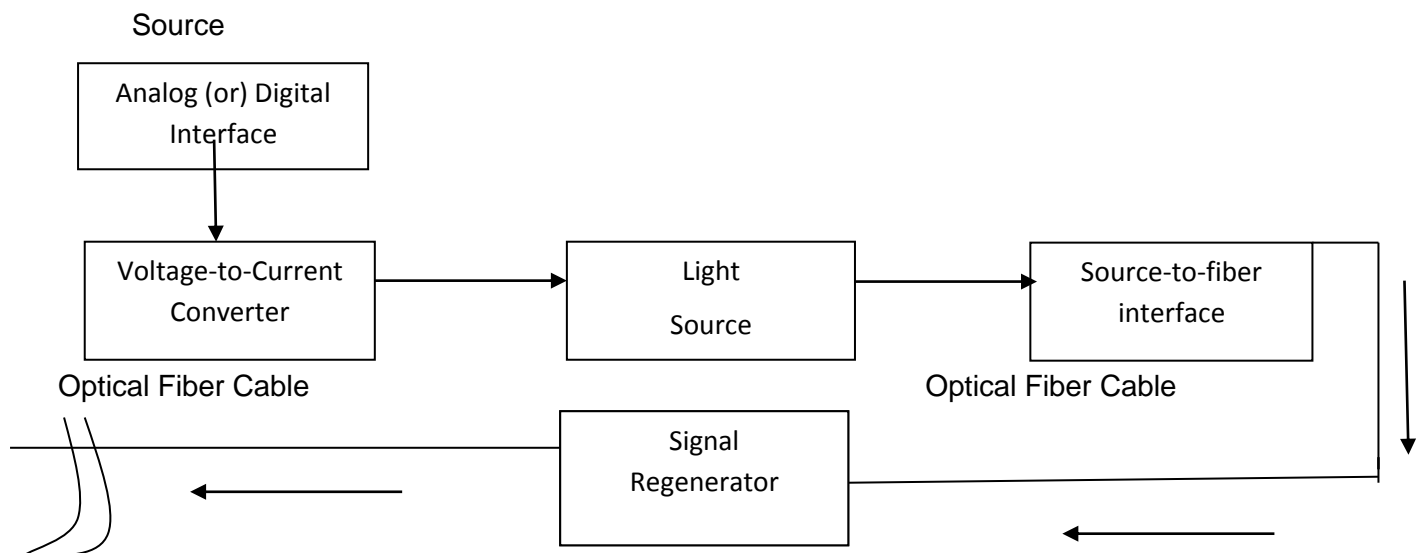 Source
Analog (or) Digital
Interface
Voltage-to-Current
Converter
Light
Source
Source-to-fiber
interface
Optical Fiber Cable
Optical Fiber Cable
Signal
Regenerator